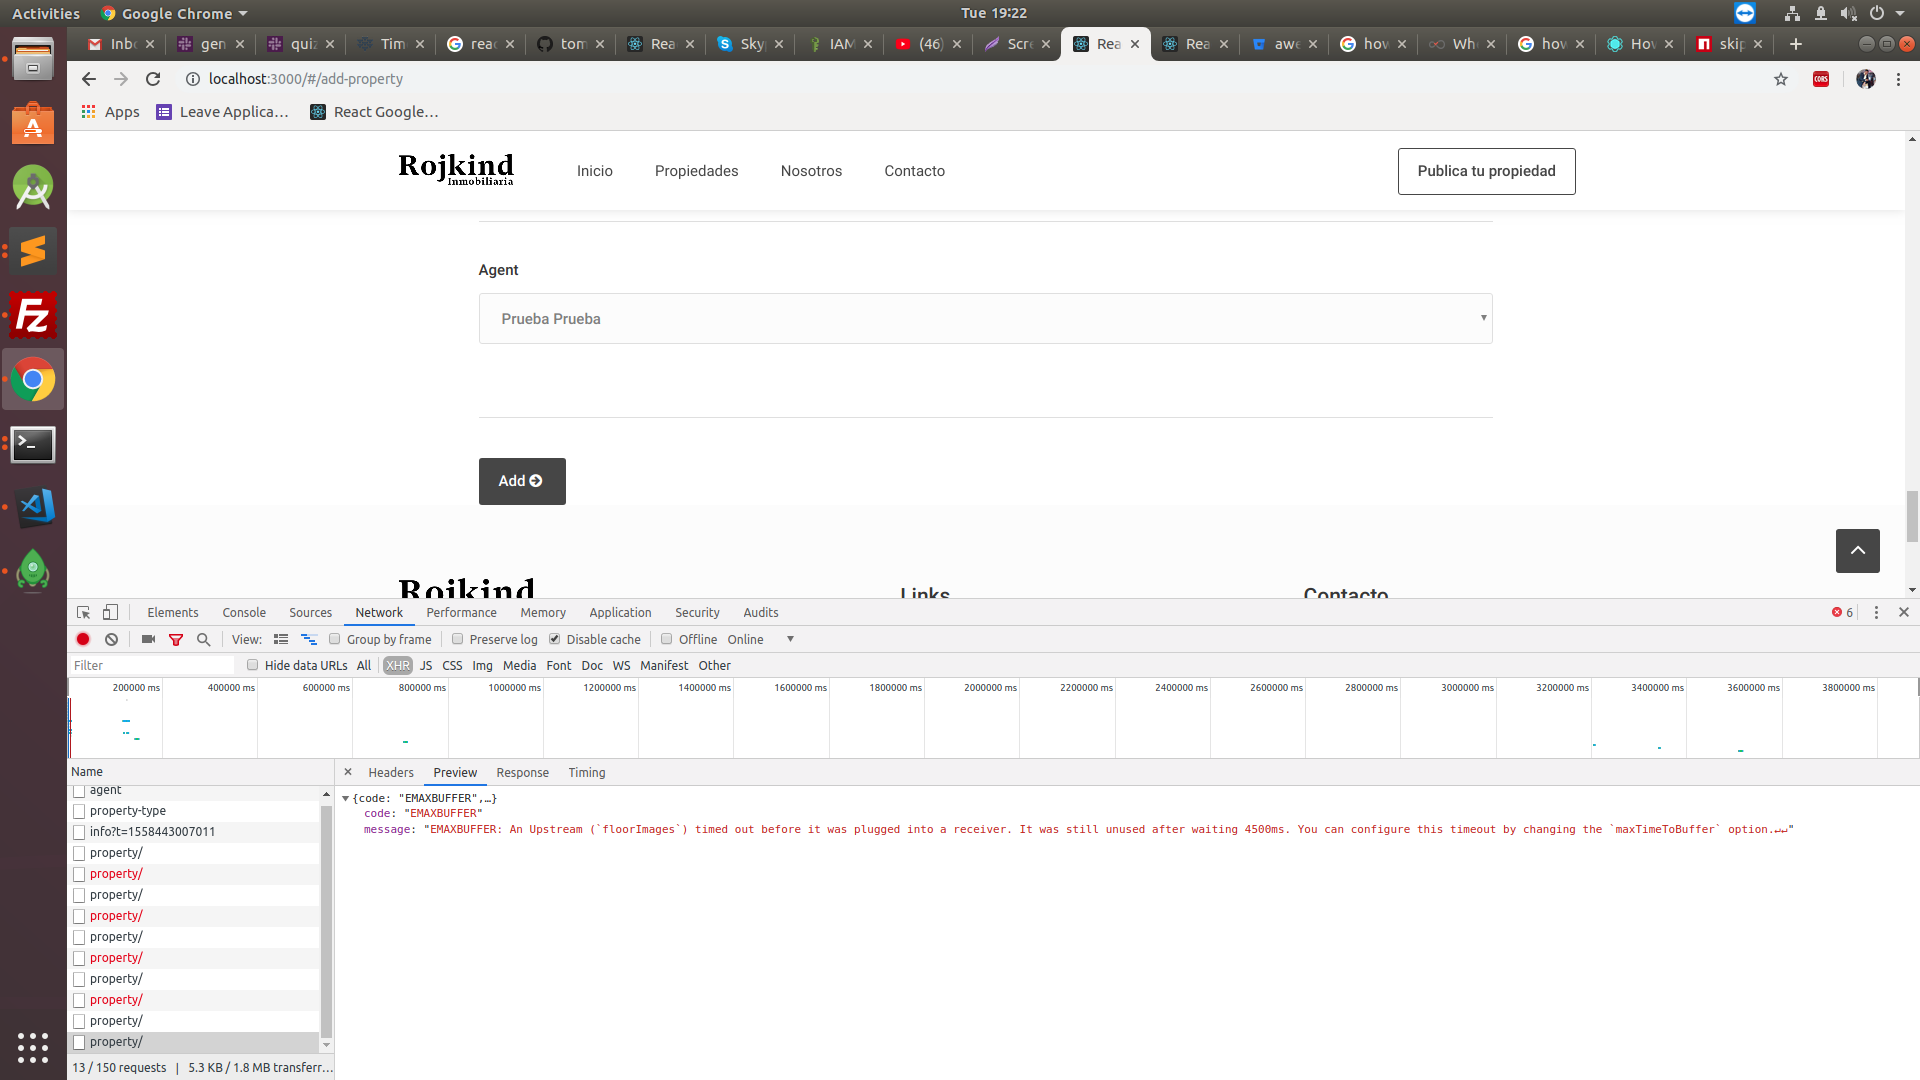 Activities Google Chrome Tue 19:22
Inbo gen quiz Tim reac tom Rea Skyp IAM (46) Scre Rea Rea awe how Wh how How skip
localhost:3000/#/add-property
Apps Leave Applica… React Google…
Rojkind
Inmobiliaria
Inicio Propiedades Nosotros Contacto Publica tu propiedad
Agent
Prueba Prueba
Add
Rojkind Links Contacto
Elements Console Sources Network Performance Memory Application Security Audits 6
View: Group by frame Preserve log Disable cache Offline Online
Filter Hide data URLs All XHR JS CSS Img Media Font Doc WS Manifest Other
200000 ms 400000 ms 600000 ms 800000 ms 1000000 ms 1200000 ms 1400000 ms 1600000 ms 1800000 ms 2000000 ms 2200000 ms 2400000 ms 2600000 ms 2800000 ms 3000000 ms 3200000 ms 3400000 ms 3600000 ms 3800000 ms
Name Headers Preview Response Timing
agent
property-type
info?t=1558443007011
property/
property/
property/
property/
property/
property/
property/
property/
property/
property/
{code: "EMAXBUFFER",…}
code: "EMAXBUFFER"
message: "EMAXBUFFER: An Upstream (`floorImages`) timed out before it was plugged into a receiver. It was still unused after waiting 4500ms. You can configure this timeout by changing the `maxTimeToBuffer` option.↵↵"
13 / 150 requests | 5.3 KB / 1.8 MB transferr…